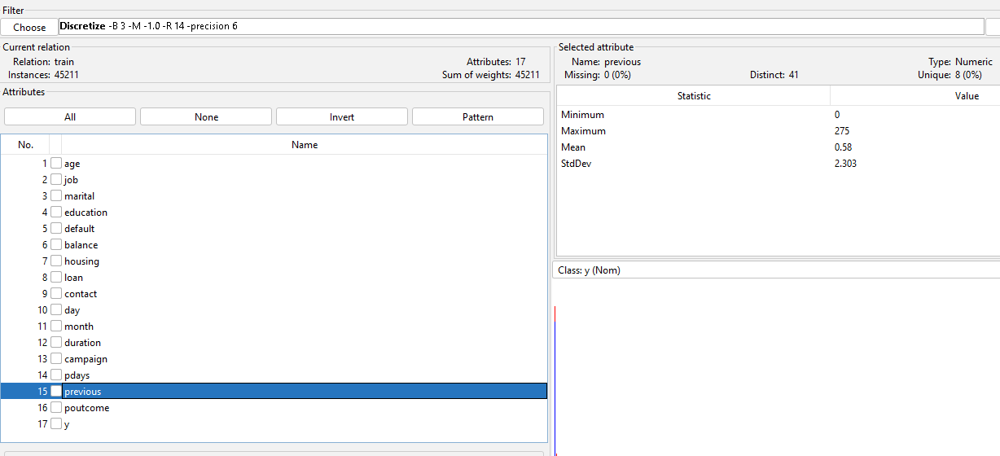 Filter
Choose Discretize -B 3 -M -1.0 -R 14 -precision 6
Current relation
Relation: train Attributes: 17
Instances: 45211 Sum of weights: 45211
Attributes
All None Invert Pattern
No. Name
1 age
2 job
3 marital
4 education
5 default
6 balance
7 housing
8 loan
9 contact
10 day
11 month
12 duration
13 campaign
14 pdays
15 previous
16 poutcome
17 y
Selected attribute
Name: previous Type: Numeric
Missing: 0 (0%) Distinct: 41 Unique: 8 (0%)
Statistic Value
Minimum 0
Maximum 275
Mean 0.58
StdDev 2.303
Class: y (Nom)